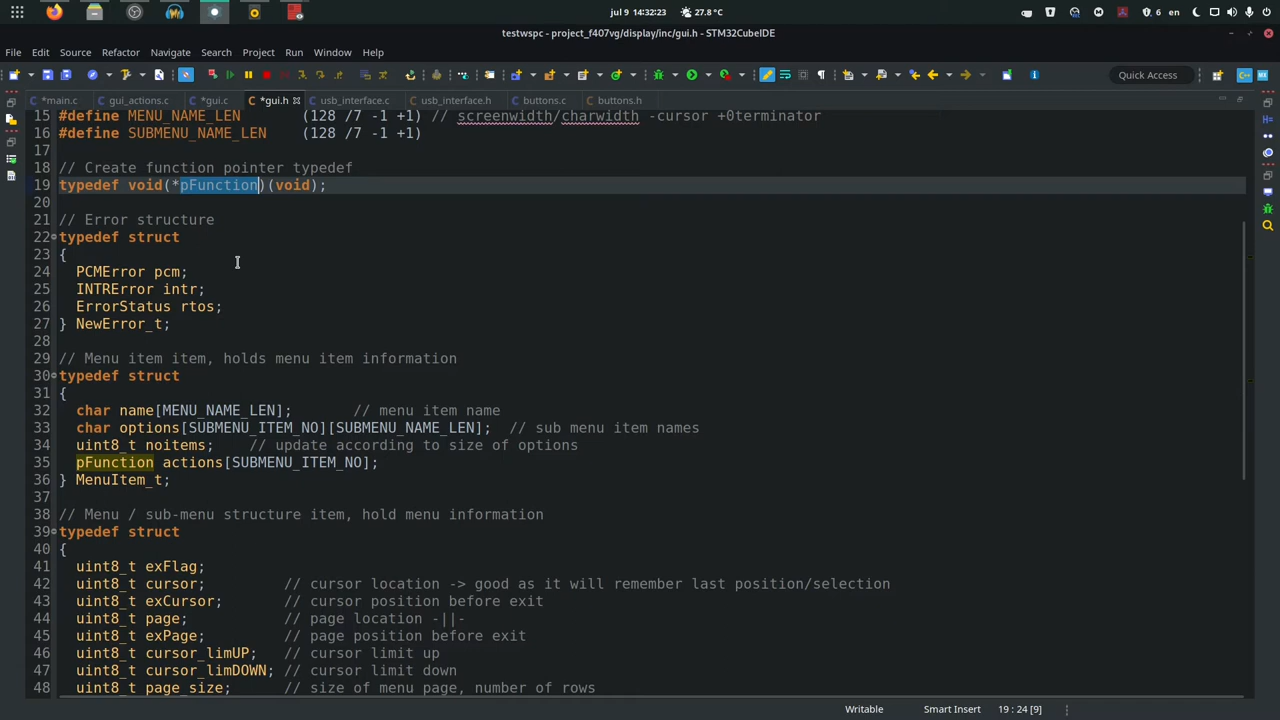 jul 9 14:32:23
27.8 °C
6 en
testwspc - project_f407vg/display/inc/gui.h - STM32CubeIDE
File Edit Source Refactor Navigate Search Project Run Window Help
Quick Access
*main.c gui_actions.c *gui.c *gui.h usb_interface.c usb_interface.h buttons.c buttons.h
15 #define MENU_NAME_LEN (128 /7 -1 +1) // screenwidth/charwidth -cursor +0terminator
16 #define SUBMENU_NAME_LEN (128 /7 -1 +1)
17
18 // Create function pointer typedef
19 typedef void(*pFunction)(void);
20
21 // Error structure
22 typedef struct
23 {
24 PCMError pcm;
25 INTRError intr;
26 ErrorStatus rtos;
27 } NewError_t;
28
29 // Menu item item, holds menu item information
30 typedef struct
31 {
32 char name[MENU_NAME_LEN]; // menu item name
33 char options[SUBMENU_ITEM_NO][SUBMENU_NAME_LEN]; // sub menu item names
34 uint8_t noitems; // update according to size of options
35 pFunction actions[SUBMENU_ITEM_NO];
36 } MenuItem_t;
37
38 // Menu / sub-menu structure item, hold menu information
39 typedef struct
40 {
41 uint8_t exFlag;
42 uint8_t cursor; // cursor location -> good as it will remember last position/selection
43 uint8_t exCursor; // cursor position before exit
44 uint8_t page; // page location -||-
45 uint8_t exPage; // page position before exit
46 uint8_t cursor_limUP; // cursor limit up
47 uint8_t cursor_limDOWN; // cursor limit down
48 uint8_t page_size; // size of menu page, number of rows
Writable Smart Insert 19 : 24 [9]